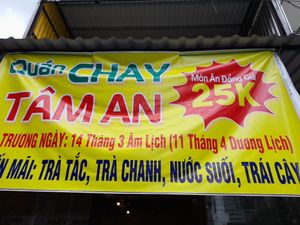 Quán CHAY
TÂM AN
Món Ăn Đồng Giá
25K
TRƯƠNG NGÀY: 14 Tháng 3 Âm Lịch (11 Tháng 4 Dương Lịch)
MÃI: TRÀ TẮC, TRÀ CHANH, NƯỚC SUỐI, TRÁI CÂY